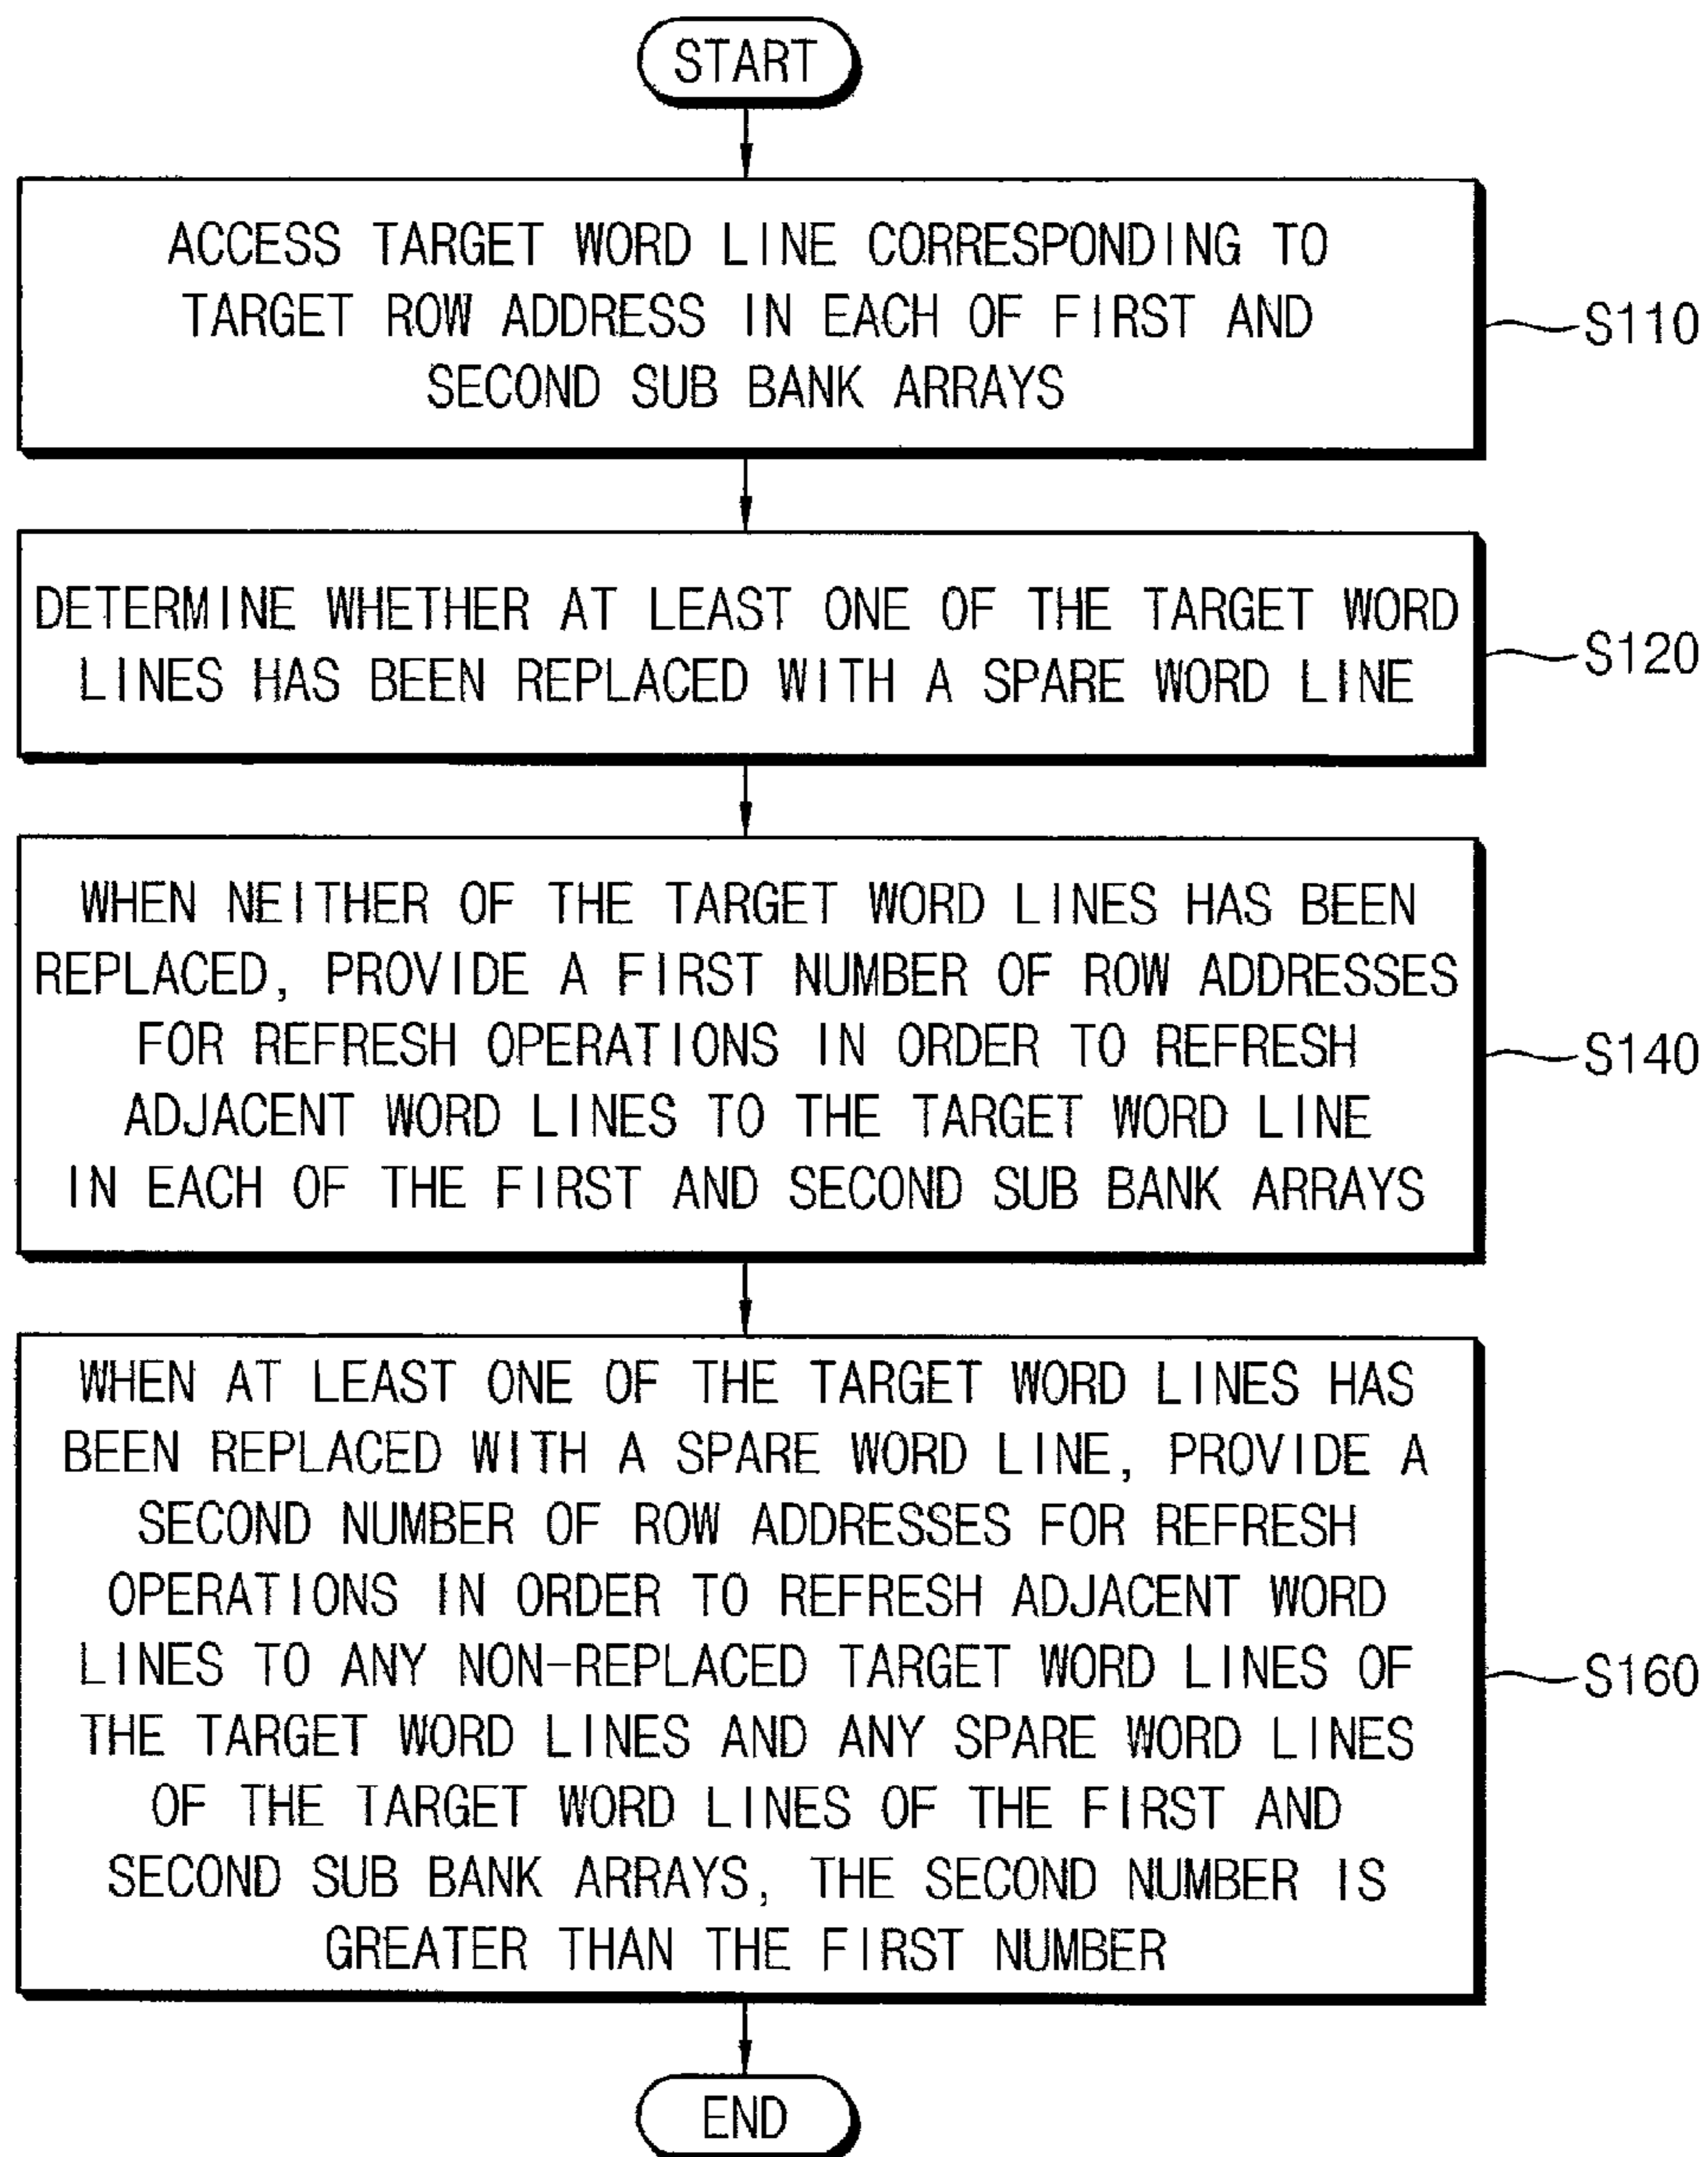 START
ACCESS TARGET WORD LINE CORRESPONDING TO
TARGET ROW ADDRESS IN EACH OF FIRST AND
SECOND SUB BANK ARRAYS
S110
DETERMINE WHETHER AT LEAST ONE OF THE TARGET WORD
LINES HAS BEEN REPLACED WITH A SPARE WORD LINE
S120
WHEN NEITHER OF THE TARGET WORD LINES HAS BEEN
REPLACED, PROVIDE A FIRST NUMBER OF ROW ADDRESSES
FOR REFRESH OPERATIONS IN ORDER TO REFRESH
ADJACENT WORD LINES TO THE TARGET WORD LINE
IN EACH OF THE FIRST AND SECOND SUB BANK ARRAYS
S140
WHEN AT LEAST ONE OF THE TARGET WORD LINES HAS
BEEN REPLACED WITH A SPARE WORD LINE, PROVIDE A
SECOND NUMBER OF ROW ADDRESSES FOR REFRESH
OPERATIONS IN ORDER TO REFRESH ADJACENT WORD
LINES TO ANY NON-REPLACED TARGET WORD LINES OF
THE TARGET WORD LINES AND ANY SPARE WORD LINES
OF THE TARGET WORD LINES OF THE FIRST AND
SECOND SUB BANK ARRAYS, THE SECOND NUMBER IS
GREATER THAN THE FIRST NUMBER
S160
END